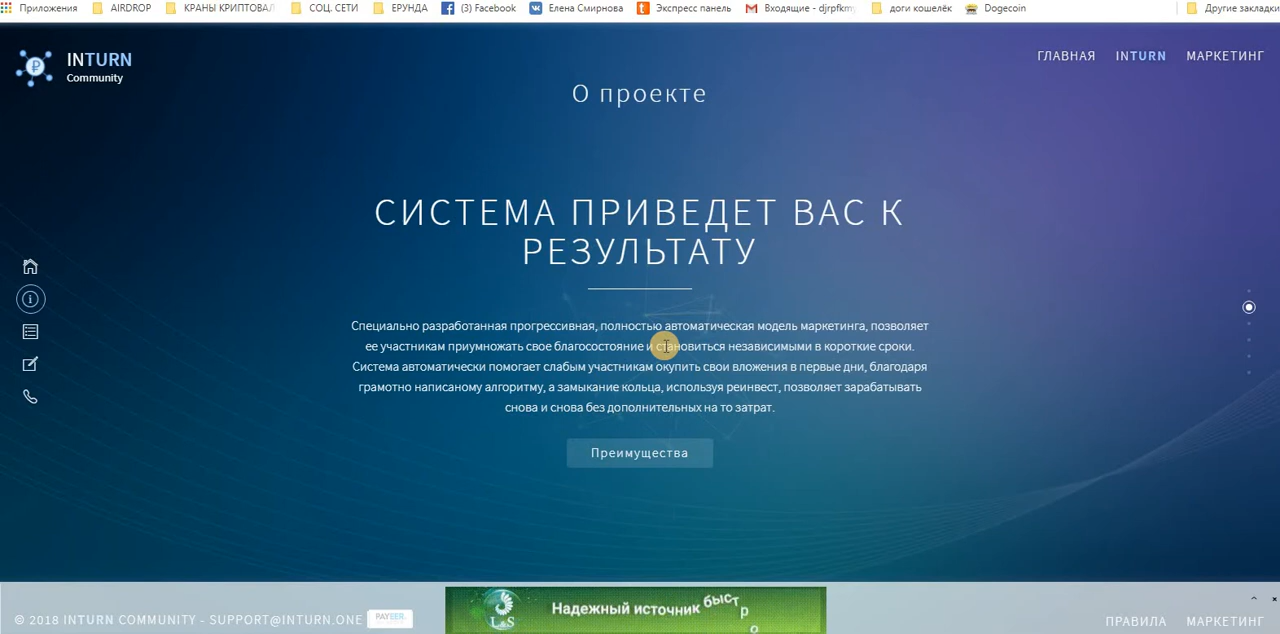 Приложения AIRDROP КРАНЫ КРИПТОВАЛ СОЦ. СЕТИ ЕРУНДА (3) Facebook Елена Смирнова Экспресс панель Входящие - djrpfkmy доги кошелёк Dogecoin Другие закладки
INTURN
Community
ГЛАВНАЯ INTURN МАРКЕТИНГ
О проекте
СИСТЕМА ПРИВЕДЕТ ВАС К
РЕЗУЛЬТАТУ
Специально разработанная прогрессивная, полностью автоматическая модель маркетинга, позволяет
ее участникам приумножать свое благосостояние и становиться независимыми в короткие сроки.
Система автоматически помогает слабым участникам окупить свои вложения в первые дни, благодаря
грамотно написаному алгоритму, а замыкание кольца, используя реинвест, позволяет зарабатывать
снова и снова без дополнительных на то затрат.
Преимущества
© 2018 INTURN COMMUNITY - SUPPORT@INTURN.ONE PAYEER
L&S Надежный источник быстро
ПРАВИЛА МАРКЕТИНГ